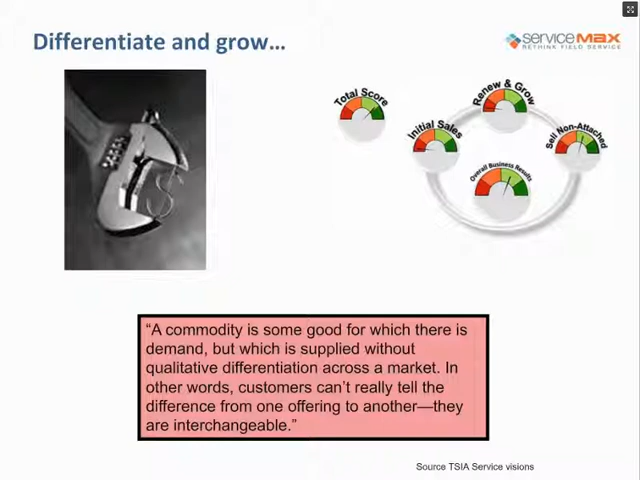 Differentiate and grow...
serviceMAX
RETHINK FIELD SERVICE
Total Score
Renew & Grow
Initial Sales
Sell Non-Attached
Overall Business Results
“A commodity is some good for which there is
demand, but which is supplied without
qualitative differentiation across a market. In
other words, customers can’t really tell the
difference from one offering to another—they
are interchangeable.”
Source TSIA Service visions